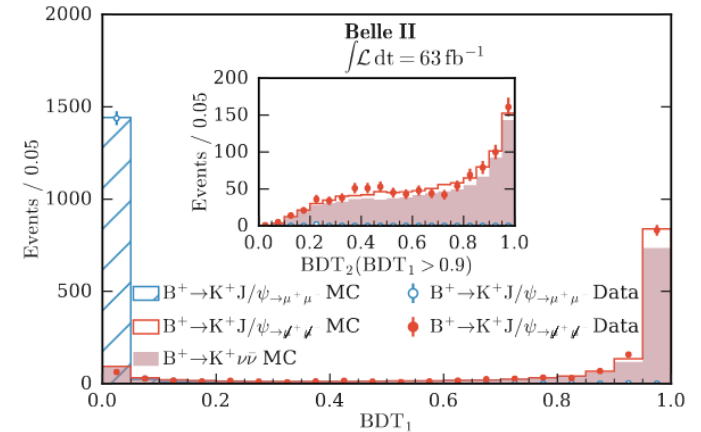 Belle II
∫ℒ dt = 63 fb⁻¹
2000
1500
1000
500
0
Events / 0.05
200
150
100
50
0
Events / 0.05
0.0 0.2 0.4 0.6 0.8 1.0
BDT₂(BDT₁ > 0.9)
B⁺→K⁺J/ψ→μ⁺μ⁻ MC
B⁺→K⁺J/ψ→μ̸⁺μ̸⁻ MC
B⁺→K⁺νν̄ MC
B⁺→K⁺J/ψ→μ⁺μ⁻ Data
B⁺→K⁺J/ψ→μ̸⁺μ̸⁻ Data
0.0 0.2 0.4 0.6 0.8 1.0
BDT₁